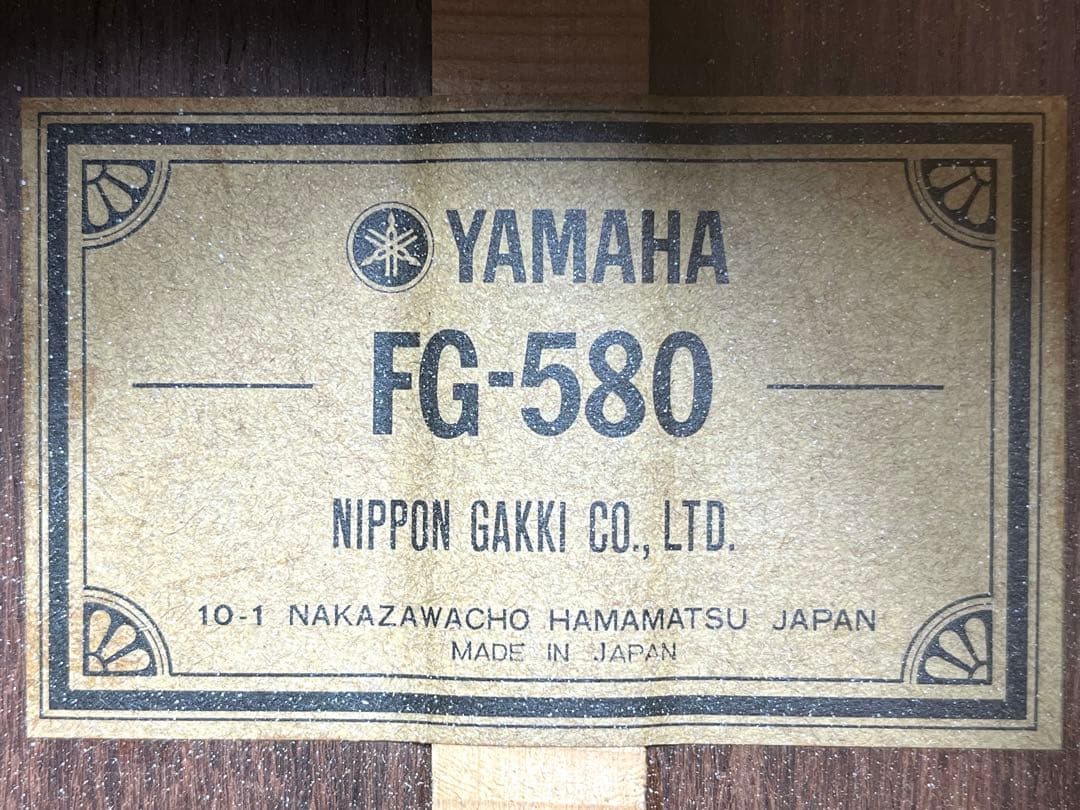 YAMAHA
FG-580
NIPPON GAKKI CO., LTD.
10-1 NAKAZAWACHO HAMAMATSU JAPAN
MADE IN JAPAN